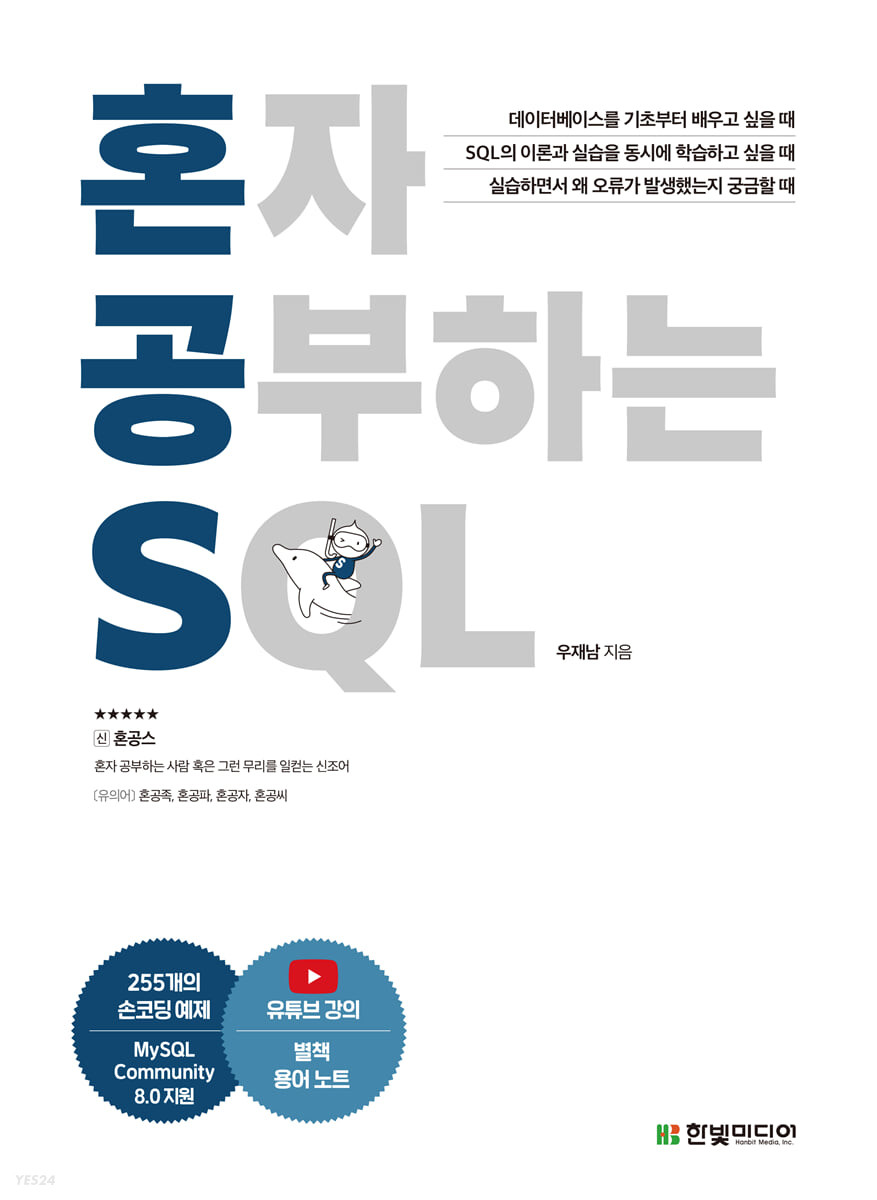 혼자
공부하는
SQL
데이터베이스를 기초부터 배우고 싶을 때
SQL의 이론과 실습을 동시에 학습하고 싶을 때
실습하면서 왜 오류가 발생했는지 궁금할 때
S
우재남 지음
★★★★★
신 혼공스
혼자 공부하는 사람 혹은 그런 무리를 일컫는 신조어
[유의어] 혼공족, 혼공파, 혼공자, 혼공씨
255개의
손코딩 예제
MySQL
Community
8.0 지원
유튜브 강의
별책
용어 노트
HB 한빛미디어
Hanbit Media, Inc.
YES24